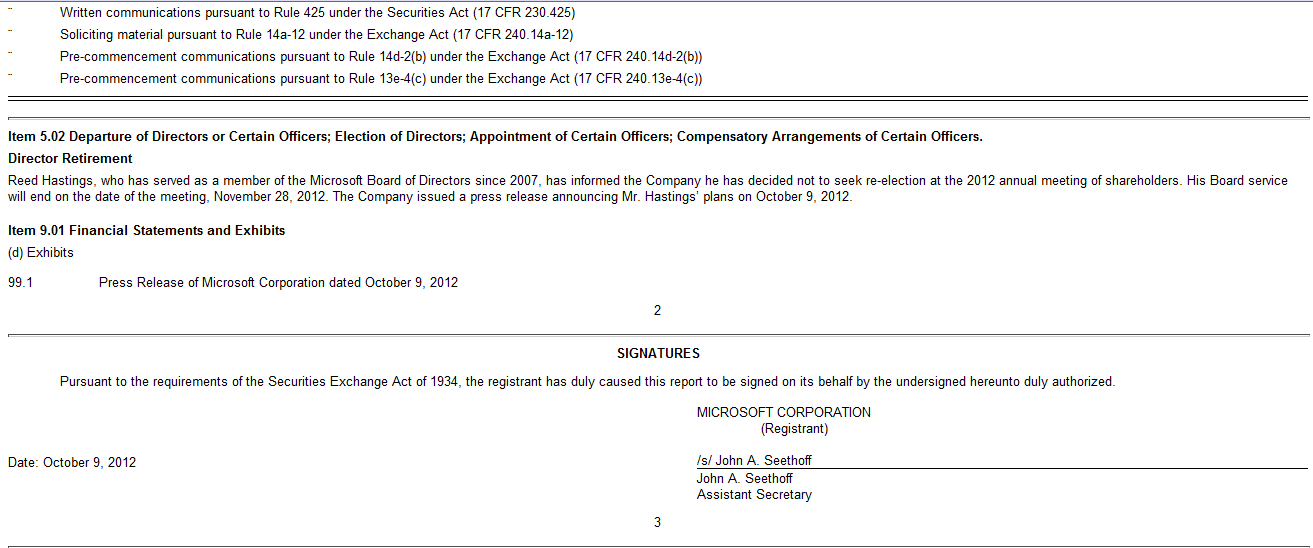 ¨ Written communications pursuant to Rule 425 under the Securities Act (17 CFR 230.425)
¨ Soliciting material pursuant to Rule 14a-12 under the Exchange Act (17 CFR 240.14a-12)
¨ Pre-commencement communications pursuant to Rule 14d-2(b) under the Exchange Act (17 CFR 240.14d-2(b))
¨ Pre-commencement communications pursuant to Rule 13e-4(c) under the Exchange Act (17 CFR 240.13e-4(c))
Item 5.02 Departure of Directors or Certain Officers; Election of Directors; Appointment of Certain Officers; Compensatory Arrangements of Certain Officers.
Director Retirement
Reed Hastings, who has served as a member of the Microsoft Board of Directors since 2007, has informed the Company he has decided not to seek re-election at the 2012 annual meeting of shareholders. His Board service
will end on the date of the meeting, November 28, 2012. The Company issued a press release announcing Mr. Hastings' plans on October 9, 2012.
Item 9.01 Financial Statements and Exhibits
(d) Exhibits
99.1 Press Release of Microsoft Corporation dated October 9, 2012
2
SIGNATURES
Pursuant to the requirements of the Securities Exchange Act of 1934, the registrant has duly caused this report to be signed on its behalf by the undersigned hereunto duly authorized.
MICROSOFT CORPORATION
(Registrant)
Date: October 9, 2012 /s/ John A. Seethoff
John A. Seethoff
Assistant Secretary
3